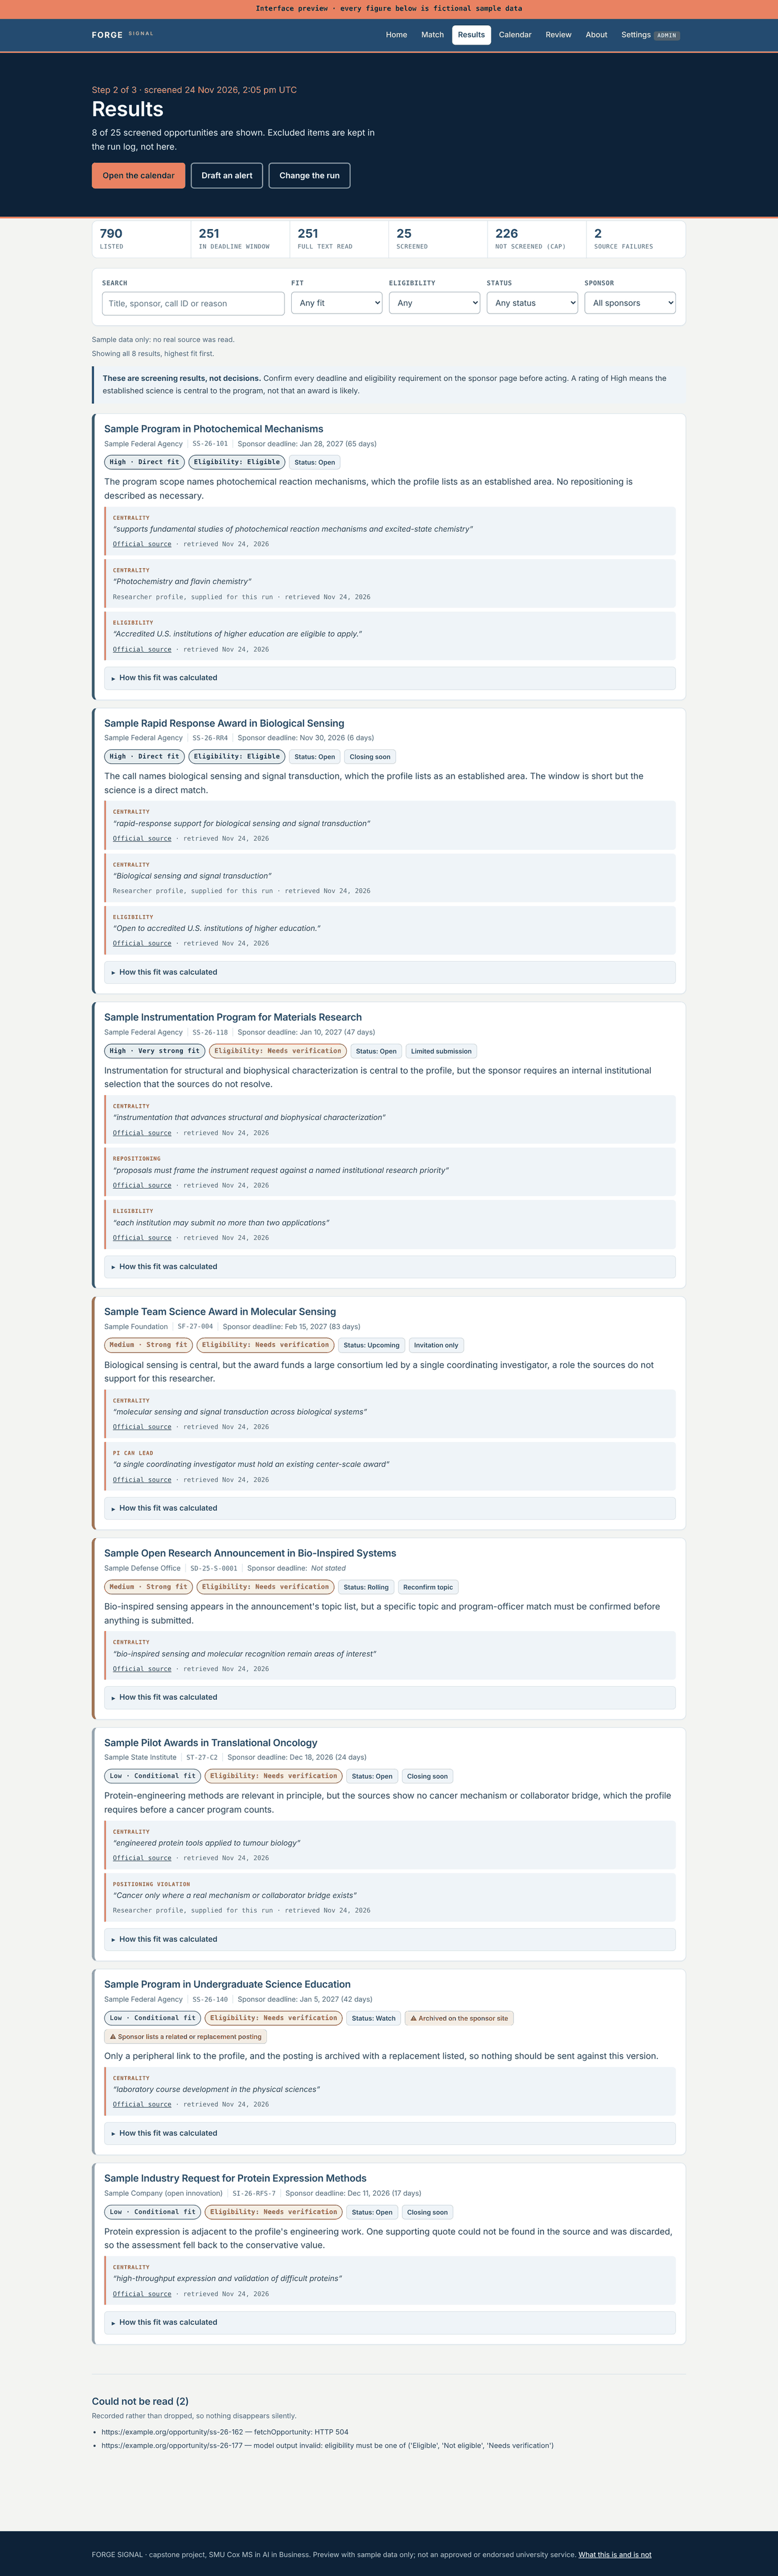 Interface preview · every figure below is fictional sample data
FORGE SIGNAL
Home Match Results Calendar Review About Settings ADMIN
Step 2 of 3 · screened 24 Nov 2026, 2:05 pm UTC
Results
8 of 25 screened opportunities are shown. Excluded items are kept in
the run log, not here.
Open the calendar Draft an alert Change the run
790 251 251 25 226 2
LISTED IN DEADLINE WINDOW FULL TEXT READ SCREENED NOT SCREENED (CAP) SOURCE FAILURES
SEARCH FIT ELIGIBILITY STATUS SPONSOR
Title, sponsor, call ID or reason Any fit Any Any status All sponsors
Sample data only: no real source was read.
Showing all 8 results, highest fit first.
These are screening results, not decisions. Confirm every deadline and eligibility requirement on the sponsor page before acting. A rating of High means the
established science is central to the program, not that an award is likely.
Sample Program in Photochemical Mechanisms
Sample Federal Agency SS-26-101 Sponsor deadline: Jan 28, 2027 (65 days)
High · Direct fit Eligibility: Eligible Status: Open
The program scope names photochemical reaction mechanisms, which the profile lists as an established area. No repositioning is
described as necessary.
CENTRALITY
“supports fundamental studies of photochemical reaction mechanisms and excited-state chemistry”
Official source · retrieved Nov 24, 2026
CENTRALITY
“Photochemistry and flavin chemistry”
Researcher profile, supplied for this run · retrieved Nov 24, 2026
ELIGIBILITY
“Accredited U.S. institutions of higher education are eligible to apply.”
Official source · retrieved Nov 24, 2026
▸ How this fit was calculated
Sample Rapid Response Award in Biological Sensing
Sample Federal Agency SS-26-RR4 Sponsor deadline: Nov 30, 2026 (6 days)
High · Direct fit Eligibility: Eligible Status: Open Closing soon
The call names biological sensing and signal transduction, which the profile lists as an established area. The window is short but the
science is a direct match.
CENTRALITY
“rapid-response support for biological sensing and signal transduction”
Official source · retrieved Nov 24, 2026
CENTRALITY
“Biological sensing and signal transduction”
Researcher profile, supplied for this run · retrieved Nov 24, 2026
ELIGIBILITY
“Open to accredited U.S. institutions of higher education.”
Official source · retrieved Nov 24, 2026
▸ How this fit was calculated
Sample Instrumentation Program for Materials Research
Sample Federal Agency SS-26-118 Sponsor deadline: Jan 10, 2027 (47 days)
High · Very strong fit Eligibility: Needs verification Status: Open Limited submission
Instrumentation for structural and biophysical characterization is central to the profile, but the sponsor requires an internal institutional
selection that the sources do not resolve.
CENTRALITY
“instrumentation that advances structural and biophysical characterization”
Official source · retrieved Nov 24, 2026
REPOSITIONING
“proposals must frame the instrument request against a named institutional research priority”
Official source · retrieved Nov 24, 2026
ELIGIBILITY
“each institution may submit no more than two applications”
Official source · retrieved Nov 24, 2026
▸ How this fit was calculated
Sample Team Science Award in Molecular Sensing
Sample Foundation SF-27-004 Sponsor deadline: Feb 15, 2027 (83 days)
Medium · Strong fit Eligibility: Needs verification Status: Upcoming Invitation only
Biological sensing is central, but the award funds a large consortium led by a single coordinating investigator, a role the sources do not
support for this researcher.
CENTRALITY
“molecular sensing and signal transduction across biological systems”
Official source · retrieved Nov 24, 2026
PI CAN LEAD
“a single coordinating investigator must hold an existing center-scale award”
Official source · retrieved Nov 24, 2026
▸ How this fit was calculated
Sample Open Research Announcement in Bio-Inspired Systems
Sample Defense Office SD-25-S-0001 Sponsor deadline: Not stated
Medium · Strong fit Eligibility: Needs verification Status: Rolling Reconfirm topic
Bio-inspired sensing appears in the announcement's topic list, but a specific topic and program-officer match must be confirmed before
anything is submitted.
CENTRALITY
“bio-inspired sensing and molecular recognition remain areas of interest”
Official source · retrieved Nov 24, 2026
▸ How this fit was calculated
Sample Pilot Awards in Translational Oncology
Sample State Institute ST-27-C2 Sponsor deadline: Dec 18, 2026 (24 days)
Low · Conditional fit Eligibility: Needs verification Status: Open Closing soon
Protein-engineering methods are relevant in principle, but the sources show no cancer mechanism or collaborator bridge, which the profile
requires before a cancer program counts.
CENTRALITY
“engineered protein tools applied to tumour biology”
Official source · retrieved Nov 24, 2026
POSITIONING VIOLATION
“Cancer only where a real mechanism or collaborator bridge exists”
Researcher profile, supplied for this run · retrieved Nov 24, 2026
▸ How this fit was calculated
Sample Program in Undergraduate Science Education
Sample Federal Agency SS-26-140 Sponsor deadline: Jan 5, 2027 (42 days)
Low · Conditional fit Eligibility: Needs verification Status: Watch ⚠ Archived on the sponsor site
⚠ Sponsor lists a related or replacement posting
Only a peripheral link to the profile, and the posting is archived with a replacement listed, so nothing should be sent against this version.
CENTRALITY
“laboratory course development in the physical sciences”
Official source · retrieved Nov 24, 2026
▸ How this fit was calculated
Sample Industry Request for Protein Expression Methods
Sample Company (open innovation) SI-26-RFS-7 Sponsor deadline: Dec 11, 2026 (17 days)
Low · Conditional fit Eligibility: Needs verification Status: Open Closing soon
Protein expression is adjacent to the profile's engineering work. One supporting quote could not be found in the source and was discarded,
so the assessment fell back to the conservative value.
CENTRALITY
“high-throughput expression and validation of difficult proteins”
Official source · retrieved Nov 24, 2026
▸ How this fit was calculated
Could not be read (2)
Recorded rather than dropped, so nothing disappears silently.
• https://example.org/opportunity/ss-26-162 — fetchOpportunity: HTTP 504
• https://example.org/opportunity/ss-26-177 — model output invalid: eligibility must be one of ('Eligible', 'Not eligible', 'Needs verification')
FORGE SIGNAL · capstone project, SMU Cox MS in AI in Business. Preview with sample data only; not an approved or endorsed university service. What this is and is not